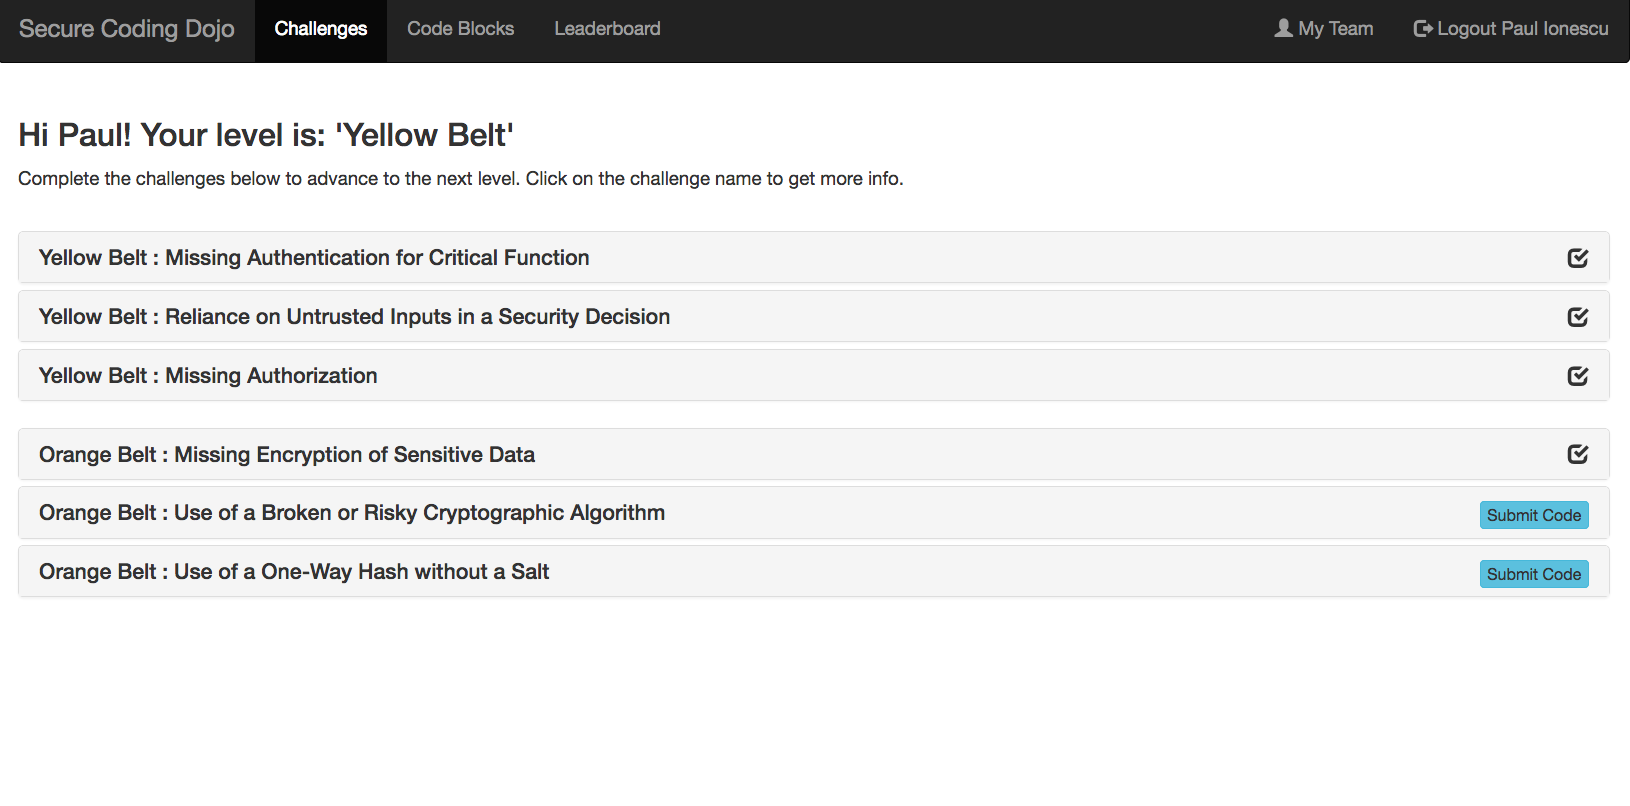 Secure Coding Dojo Challenges Code Blocks Leaderboard My Team Logout Paul Ionescu
Hi Paul! Your level is: 'Yellow Belt'
Complete the challenges below to advance to the next level. Click on the challenge name to get more info.
Yellow Belt : Missing Authentication for Critical Function
Yellow Belt : Reliance on Untrusted Inputs in a Security Decision
Yellow Belt : Missing Authorization
Orange Belt : Missing Encryption of Sensitive Data
Orange Belt : Use of a Broken or Risky Cryptographic Algorithm Submit Code
Orange Belt : Use of a One-Way Hash without a Salt Submit Code